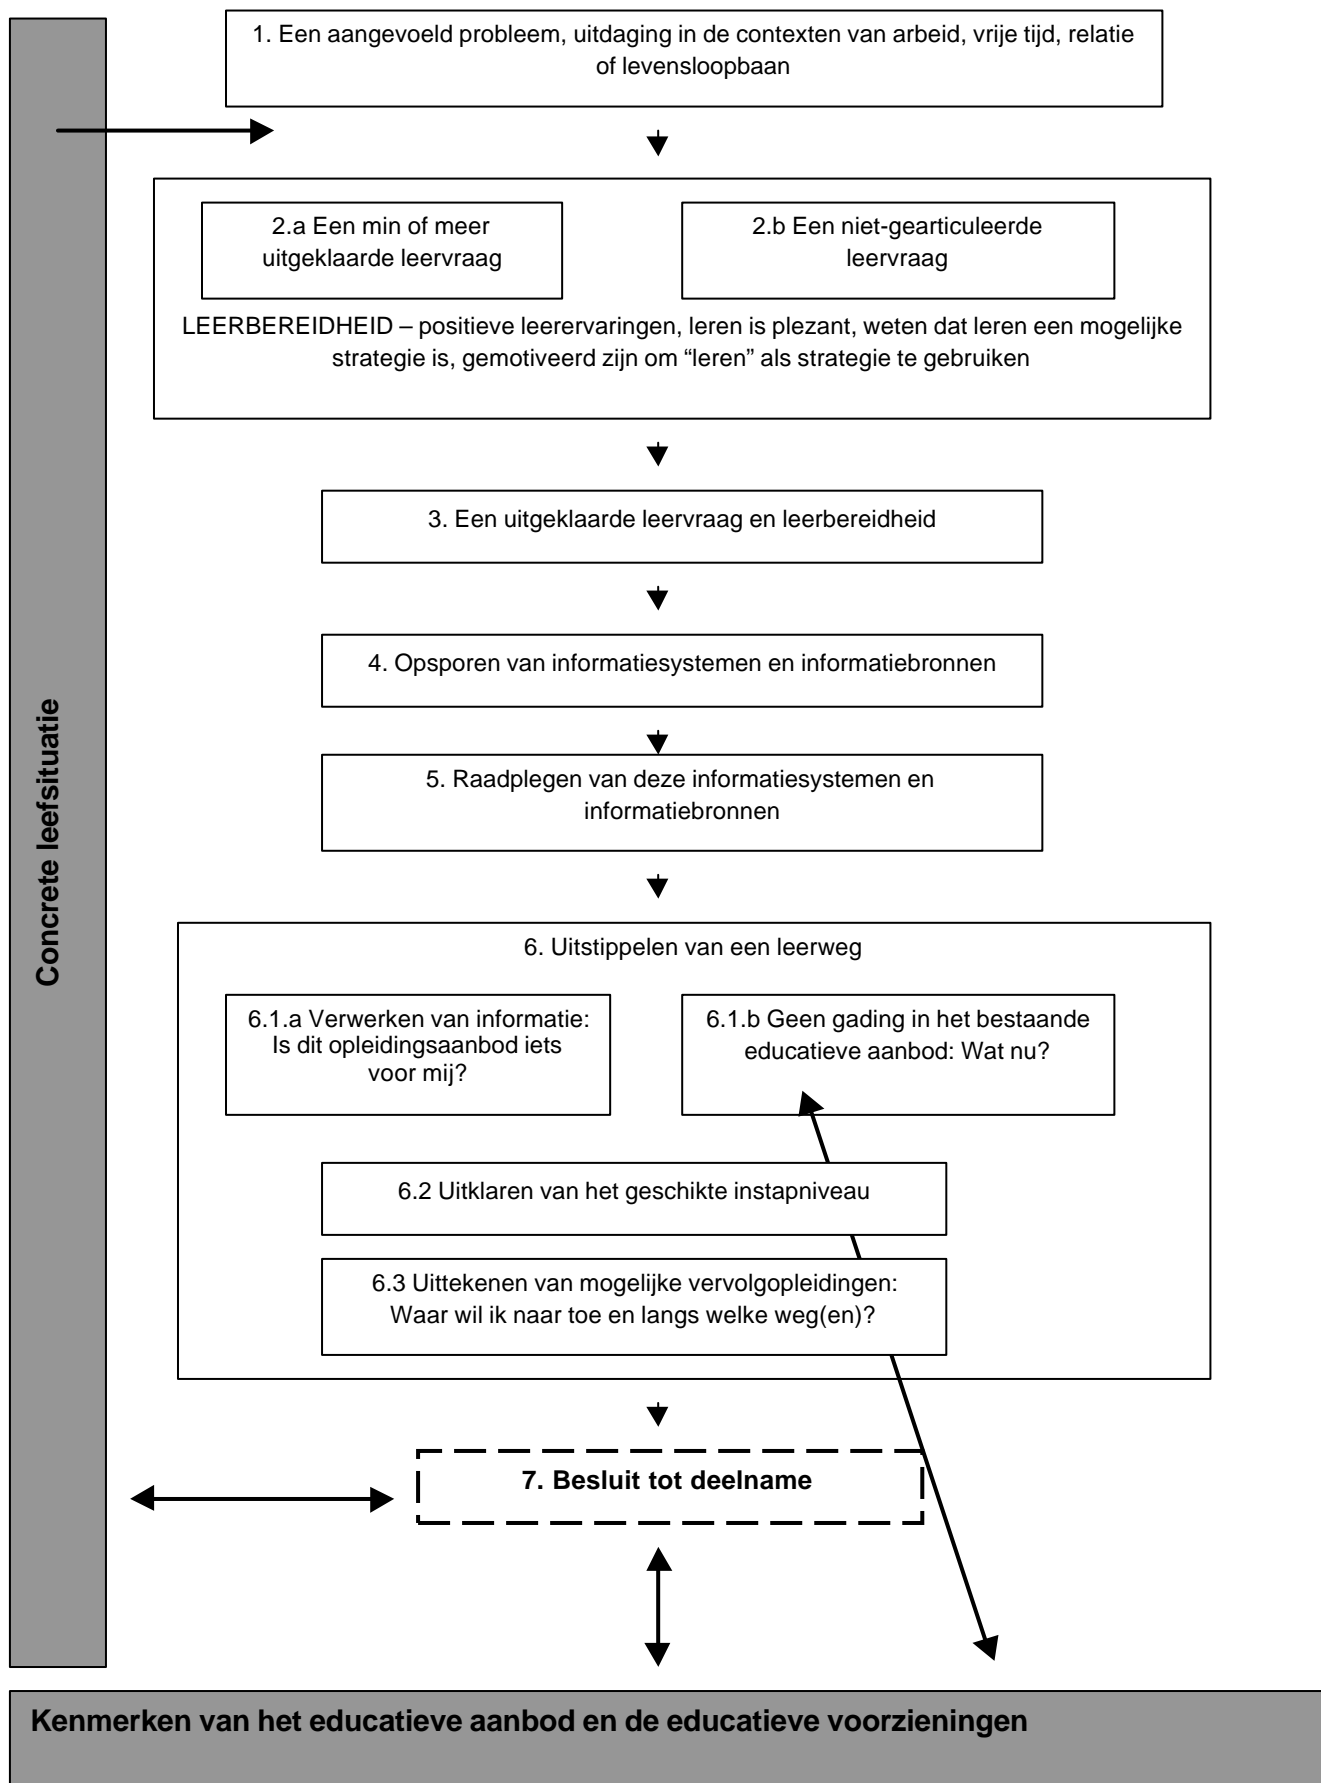 1. Een aangevoeld probleem, uitdaging in de contexten van arbeid, vrije tijd, relatie
of levensloopbaan
2.a Een min of meer
uitgeklaarde leervraag
2.b Een niet-gearticuleerde
leervraag
LEERBEREIDHEID – positieve leerervaringen, leren is plezant, weten dat leren een mogelijke
strategie is, gemotiveerd zijn om “leren” als strategie te gebruiken
3. Een uitgeklaarde leervraag en leerbereidheid
4. Opsporen van informatiesystemen en informatiebronnen
5. Raadplegen van deze informatiesystemen en
informatiebronnen
Concrete leefsituatie
6. Uitstippelen van een leerweg
6.1.a Verwerken van informatie:
Is dit opleidingsaanbod iets
voor mij?
6.1.b Geen gading in het bestaande
educatieve aanbod: Wat nu?
6.2 Uitklaren van het geschikte instapniveau
6.3 Uittekenen van mogelijke vervolgopleidingen:
Waar wil ik naar toe en langs welke weg(en)?
7. Besluit tot deelname
Kenmerken van het educatieve aanbod en de educatieve voorzieningen